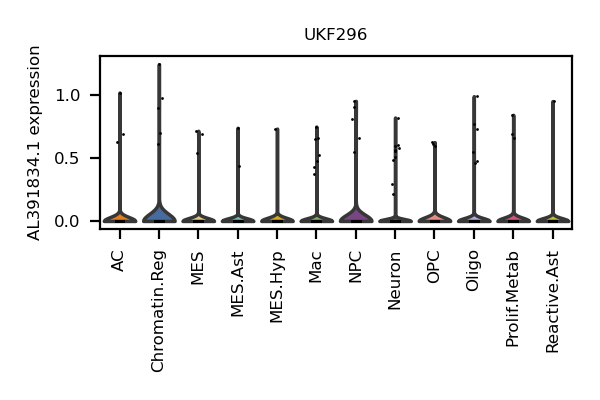 UKF296
AL391834.1 expression
1.0
0.5
0.0
AC
Chromatin.Reg
MES
MES.Ast
MES.Hyp
Mac
NPC
Neuron
OPC
Oligo
Prolif.Metab
Reactive.Ast